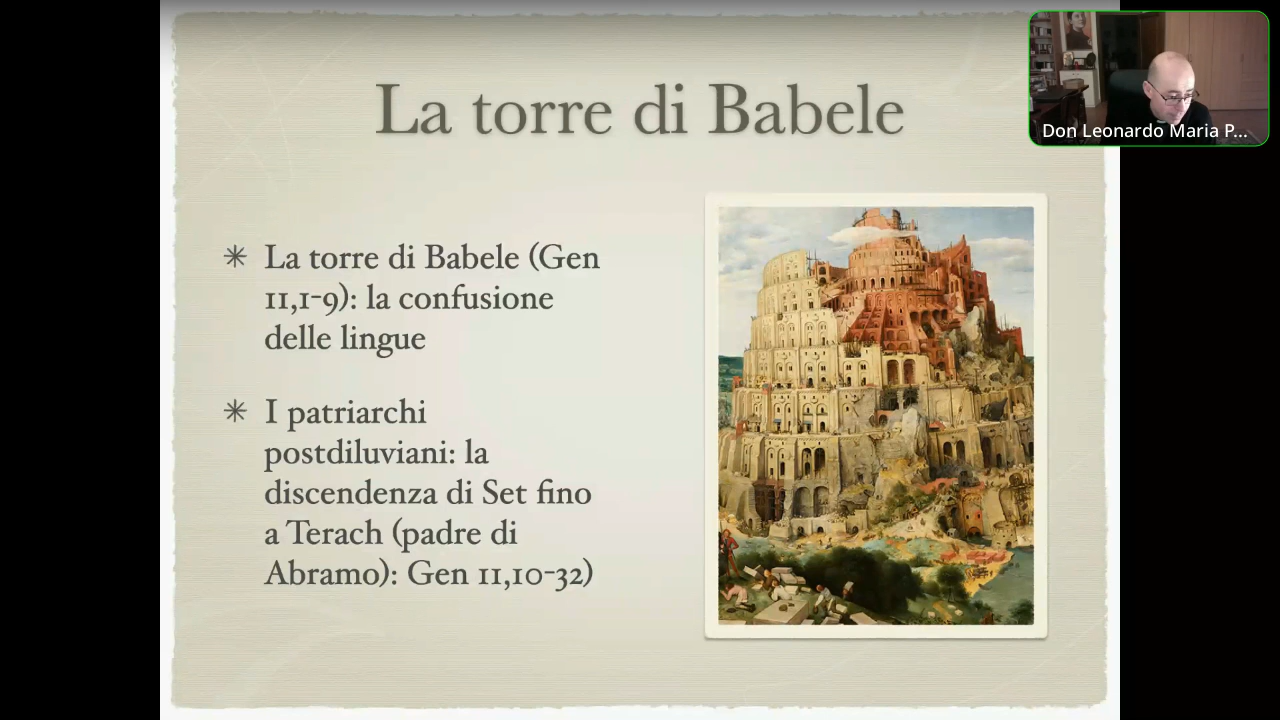 La torre di Babele
Don Leonardo Maria P...
✳ La torre di Babele (Gen
11,1-9): la confusione
delle lingue
✳ I patriarchi
postdiluviani: la
discendenza di Set fino
a Terach (padre di
Abramo): Gen 11,10-32)